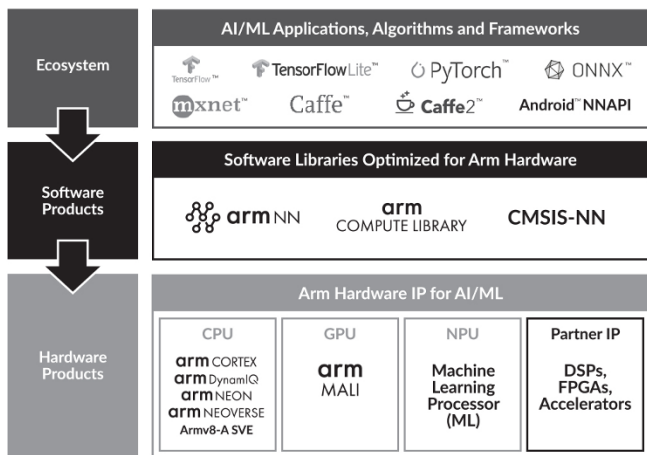 Ecosystem
AI/ML Applications, Algorithms and Frameworks
TensorFlow™
TensorFlowLite™
PyTorch™
ONNX™
mxnet™
Caffe™
Caffe2™
Android™ NNAPI
Software
Products
Software Libraries Optimized for Arm Hardware
arm NN
arm
COMPUTE LIBRARY
CMSIS-NN
Hardware
Products
Arm Hardware IP for AI/ML
CPU
arm CORTEX
arm DynamIQ
arm NEON
arm NEOVERSE
Armv8-A SVE
GPU
arm
MALI
NPU
Machine
Learning
Processor
(ML)
Partner IP
DSPs,
FPGAs,
Accelerators